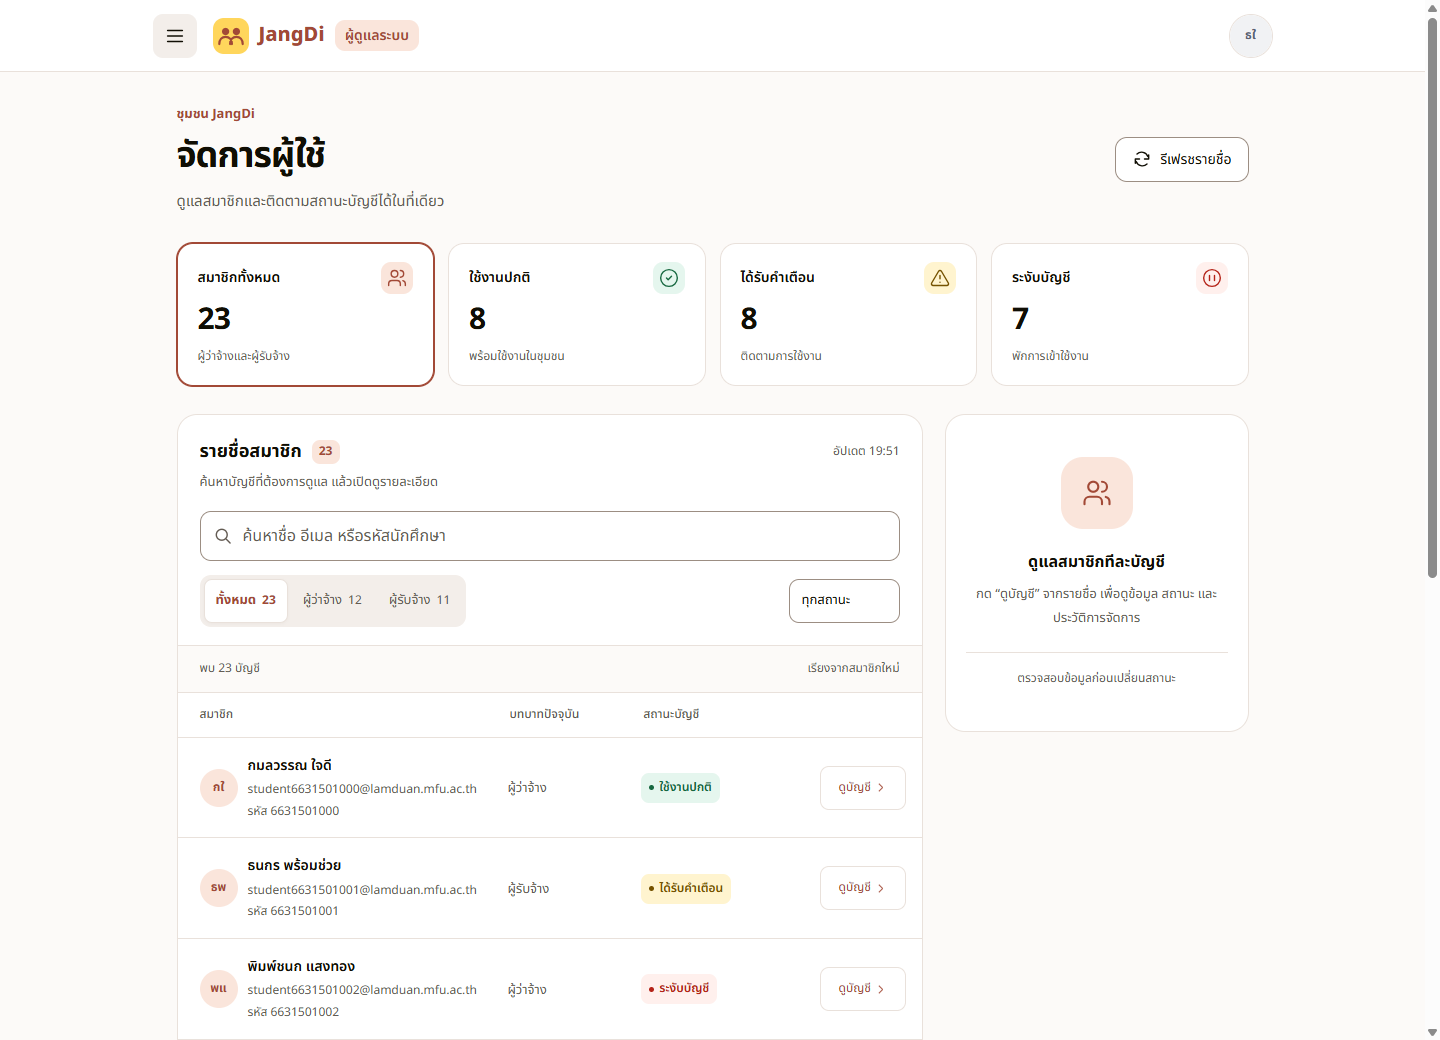 JangDi
ผู้ดูแลระบบ
ธใ
ชุมชน JangDi
จัดการผู้ใช้
ดูแลสมาชิกและติดตามสถานะบัญชีได้ในที่เดียว
รีเฟรชรายชื่อ
สมาชิกทั้งหมด
23
ผู้ว่าจ้างและผู้รับจ้าง
ใช้งานปกติ
8
พร้อมใช้งานในชุมชน
ได้รับคำเตือน
8
ติดตามการใช้งาน
ระงับบัญชี
7
พักการเข้าใช้งาน
รายชื่อสมาชิก 23
อัปเดต 19:51
ค้นหาบัญชีที่ต้องการดูแล แล้วเปิดดูรายละเอียด
ค้นหาชื่อ อีเมล หรือรหัสนักศึกษา
ทั้งหมด 23
ผู้ว่าจ้าง 12
ผู้รับจ้าง 11
ทุกสถานะ
พบ 23 บัญชี
เรียงจากสมาชิกใหม่
สมาชิก
บทบาทปัจจุบัน
สถานะบัญชี
กใ
กมลวรรณ ใจดี
student6631501000@lamduan.mfu.ac.th
รหัส 6631501000
ผู้ว่าจ้าง
ใช้งานปกติ
ดูบัญชี
ธพ
ธนกร พร้อมช่วย
student6631501001@lamduan.mfu.ac.th
รหัส 6631501001
ผู้รับจ้าง
ได้รับคำเตือน
ดูบัญชี
พแ
พิมพ์ชนก แสงทอง
student6631501002@lamduan.mfu.ac.th
รหัส 6631501002
ผู้ว่าจ้าง
ระงับบัญชี
ดูบัญชี
ดูแลสมาชิกทีละบัญชี
กด “ดูบัญชี” จากรายชื่อ เพื่อดูข้อมูล สถานะ และ
ประวัติการจัดการ
ตรวจสอบข้อมูลก่อนเปลี่ยนสถานะ